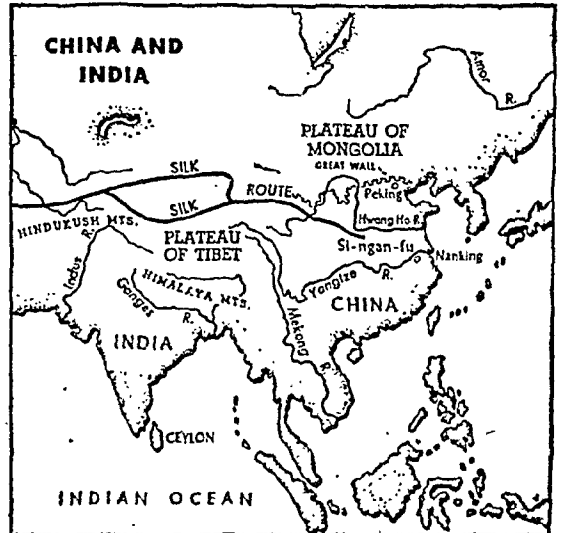 CHINA AND
INDIA
Amor
R.
PLATEAU OF
MONGOLIA
GREAT WALL
SILK
ROUTE
Peking
SILK
Hwang Ho R.
HINDUKUSH MTS.
PLATEAU
OF TIBET
Si-ngan-fu
Nanking
Indus
R.
HIMALAYA MTS.
Yangtze
R.
Ganges
R.
CHINA
Mekong
R.
INDIA
CEYLON
INDIAN OCEAN